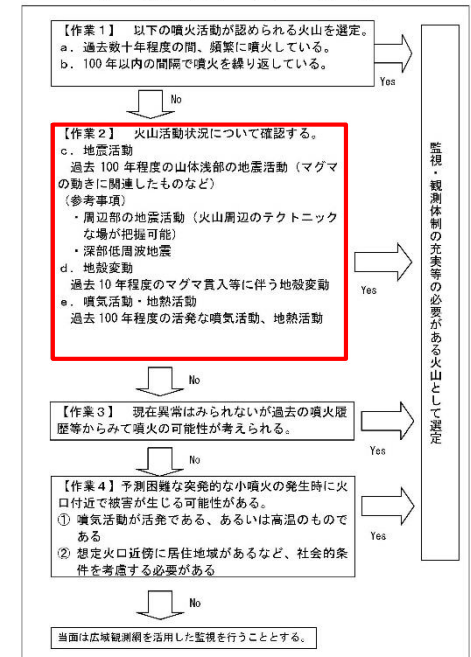 【作業１】 以下の噴火活動が認められる火山を選定。
a．過去数十年程度の間、頻繁に噴火している。
b．100年以内の間隔で噴火を繰り返している。
Yes
No
【作業２】 火山活動状況について確認する。
c．地震活動
過去100年程度の山体浅部の地震活動（マグマ
の動きに関連したものなど）
（参考事項）
・周辺部の地震活動（火山周辺のテクトニック
な場が把握可能）
・深部低周波地震
d．地殻変動
過去10年程度のマグマ貫入等に伴う地殻変動
e．噴気活動・地熱活動
過去100年程度の活発な噴気活動、地熱活動
Yes
No
【作業３】 現在異常はみられないが過去の噴火履
歴等からみて噴火の可能性が考えられる。
Yes
No
【作業４】予測困難な突発的な小噴火の発生時に火
口付近で被害が生じる可能性がある。
① 噴気活動が活発である、あるいは高温のもので
ある
② 想定火口近傍に居住地域があるなど、社会的条
件を考慮する必要がある
Yes
No
当面は広域観測網を活用した監視を行うこととする。
監視・観測体制の充実等の必要がある火山として選定